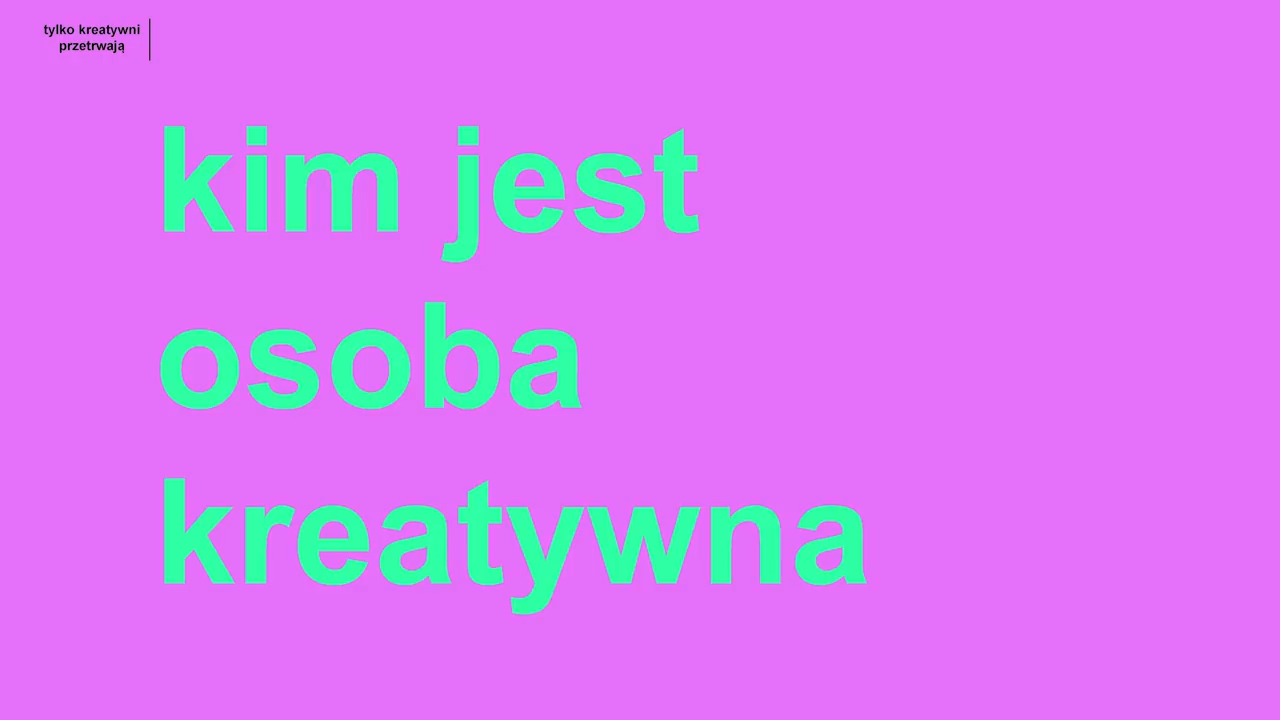 tylko kreatywni
przetrwają
kim jest
osoba
kreatywna